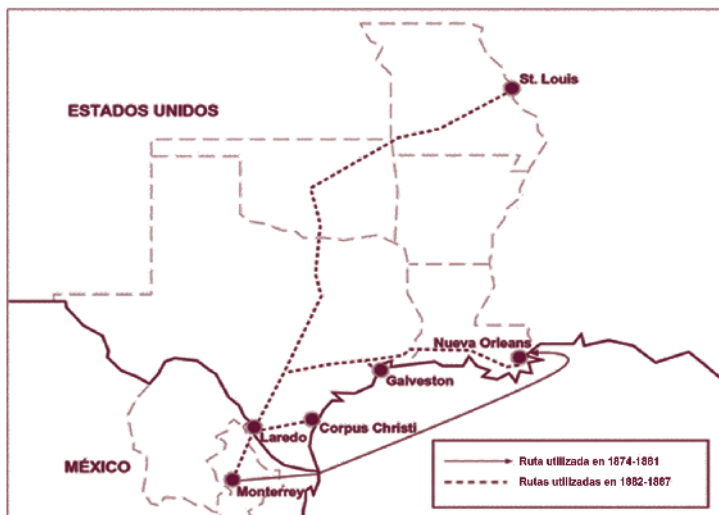 St. Louis
ESTADOS UNIDOS
Nueva Orleans
Galveston
Corpus Christi
Laredo
MÉXICO
Monterrey
Ruta utilizada en 1874-1881
Rutas utilizadas en 1882-1887